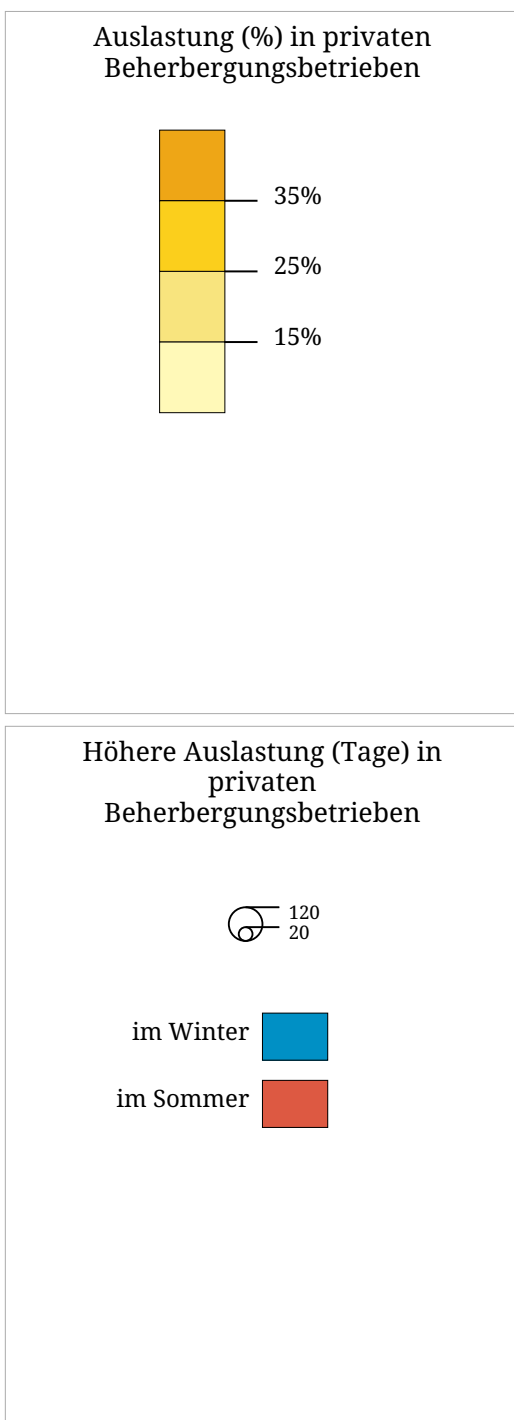 Auslastung (%) in privaten
Beherbergungsbetrieben
35%
25%
15%
Höhere Auslastung (Tage) in
privaten
Beherbergungsbetrieben
120
20
im Winter
im Sommer